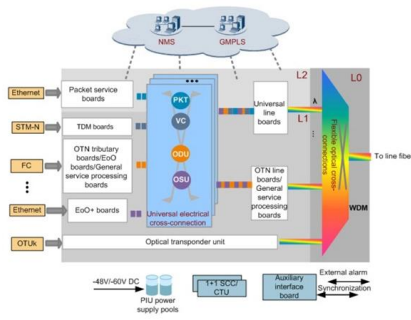 NMS
GMPLS
L2
L0
Ethernet
Packet service
boards
PKT
Universal
line
boards
λ
L1
STM-N
TDM boards
VC
...
FC
OTN tributary
boards/EoO
boards/General
service processing
boards
ODU
OSU
Flexible optical cross-
connections
To line fibe
OTN line
boards/
General
service
processing
boards
Ethernet
EoO+ boards
Universal electrical
cross-connection
WDM
OTUk
Optical transponder unit
-48V/-60V DC
PIU power
supply pools
1+1 SCC/
CTU
Auxiliary
interface
board
External alarm
Synchronization